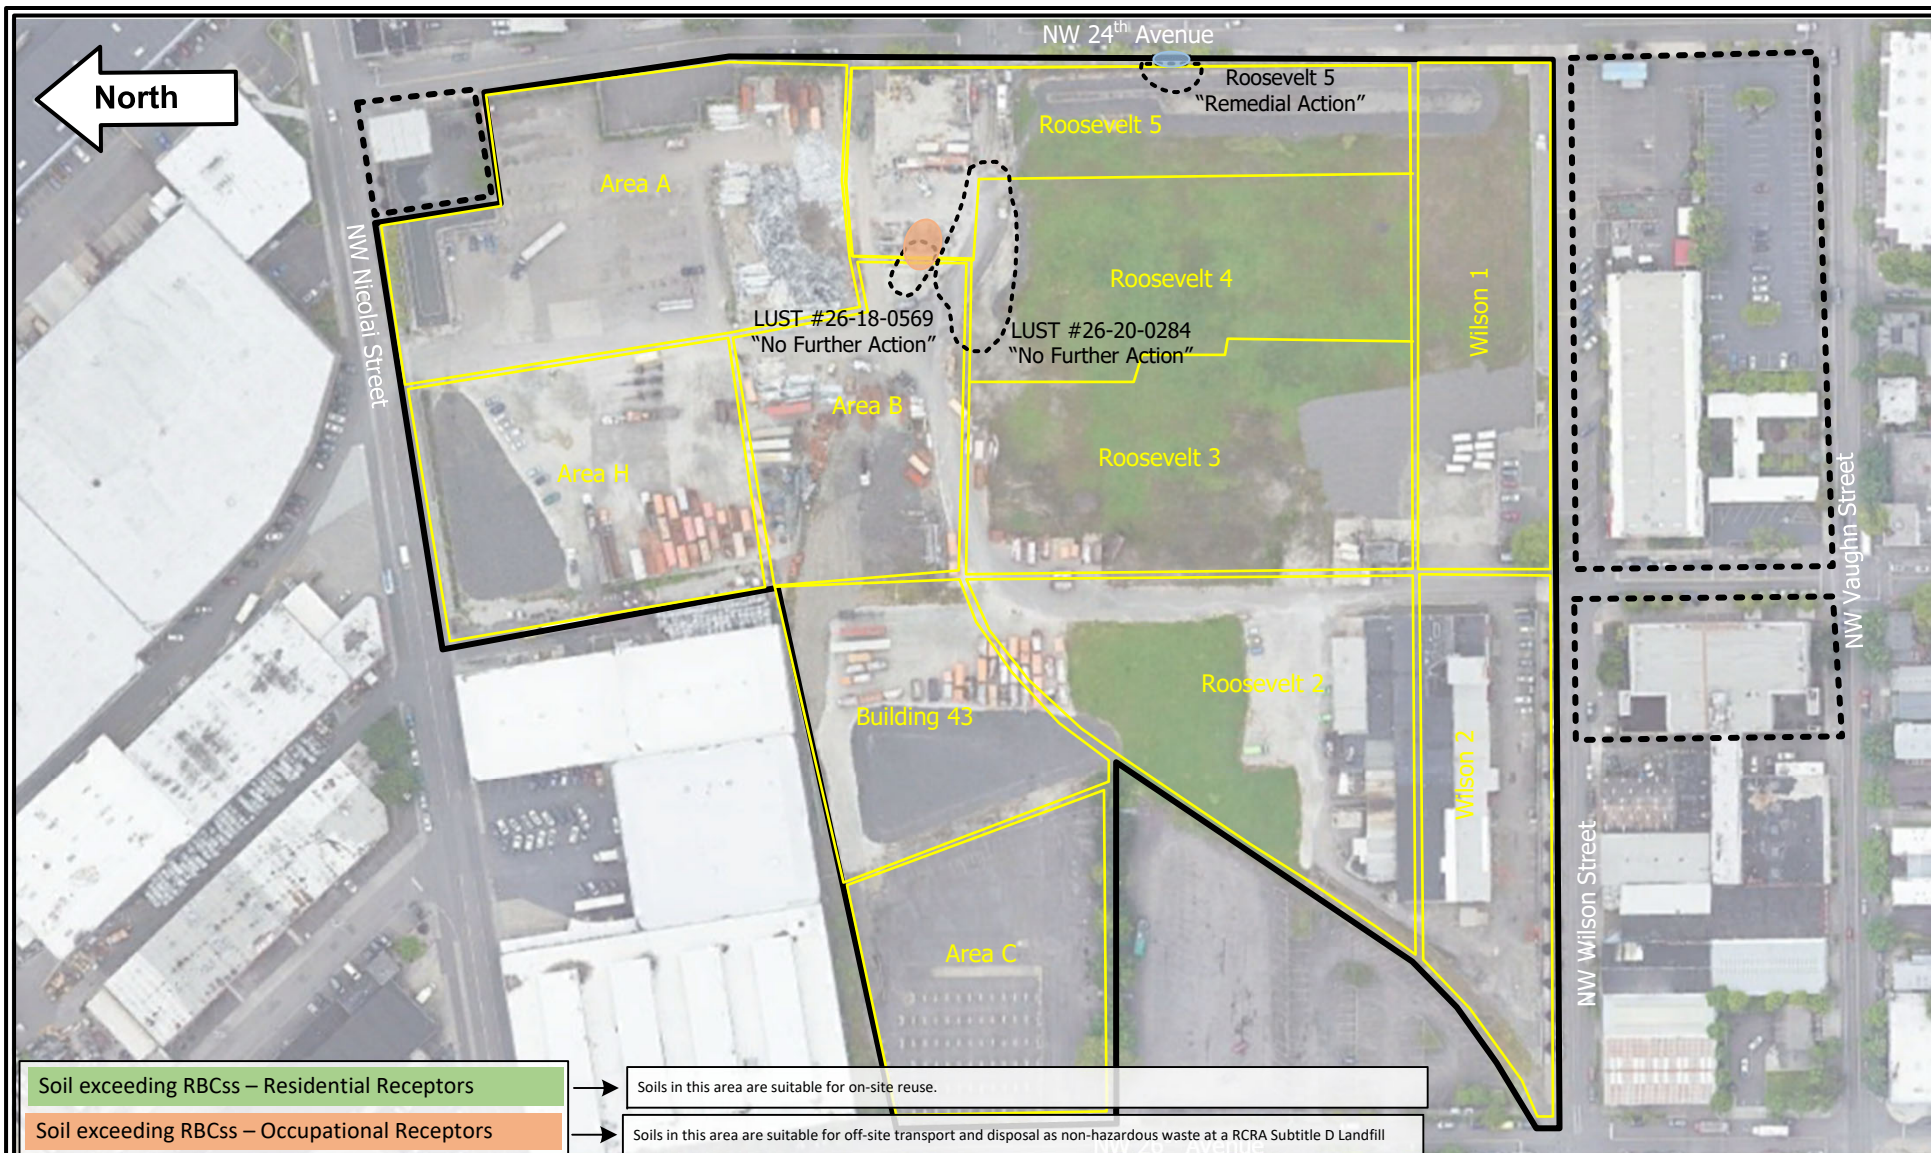 NW 24th Avenue
North
Roosevelt 5
"Remedial Action"
Roosevelt 5
Area A
NW Nicolai Street
Roosevelt 4
Wilson 1
LUST #26-18-0569
"No Further Action"
LUST #26-20-0284
"No Further Action"
Area B
Roosevelt 3
Area H
NW Vaughn Street
Roosevelt 2
Building 43
Wilson 2
NW Wilson Street
Area C
Soil exceeding RBCss – Residential Receptors
Soils in this area are suitable for on-site reuse.
Soil exceeding RBCss – Occupational Receptors
Soils in this area are suitable for off-site transport and disposal as non-hazardous waste at a RCRA Subtitle D Landfill
NW 26th Avenue